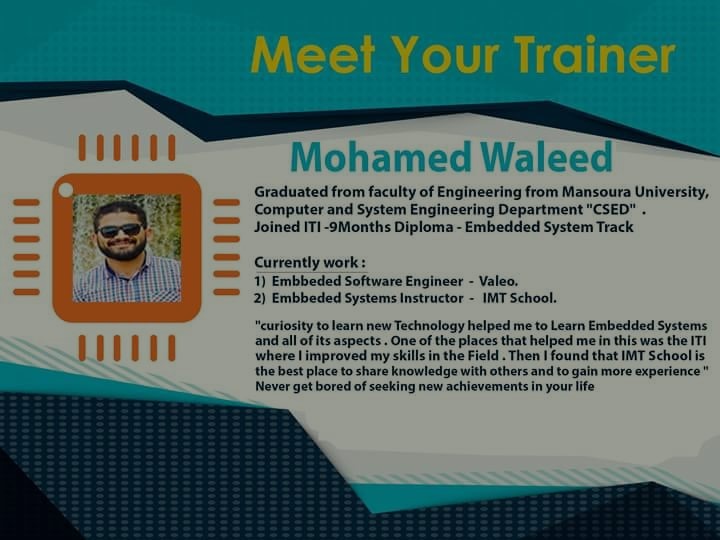 Meet Your Trainer
Mohamed Waleed
Graduated from faculty of Engineering from Mansoura University,
Computer and System Engineering Department "CSED" .
Joined ITI -9Months Diploma - Embedded System Track
Currently work :
1) Embbeded Software Engineer - Valeo.
2) Embbeded Systems Instructor - IMT School.
"curiosity to learn new Technology helped me to Learn Embedded Systems
and all of its aspects . One of the places that helped me in this was the ITI
where I improved my skills in the Field . Then I found that IMT School is
the best place to share knowledge with others and to gain more experience "
Never get bored of seeking new achievements in your life